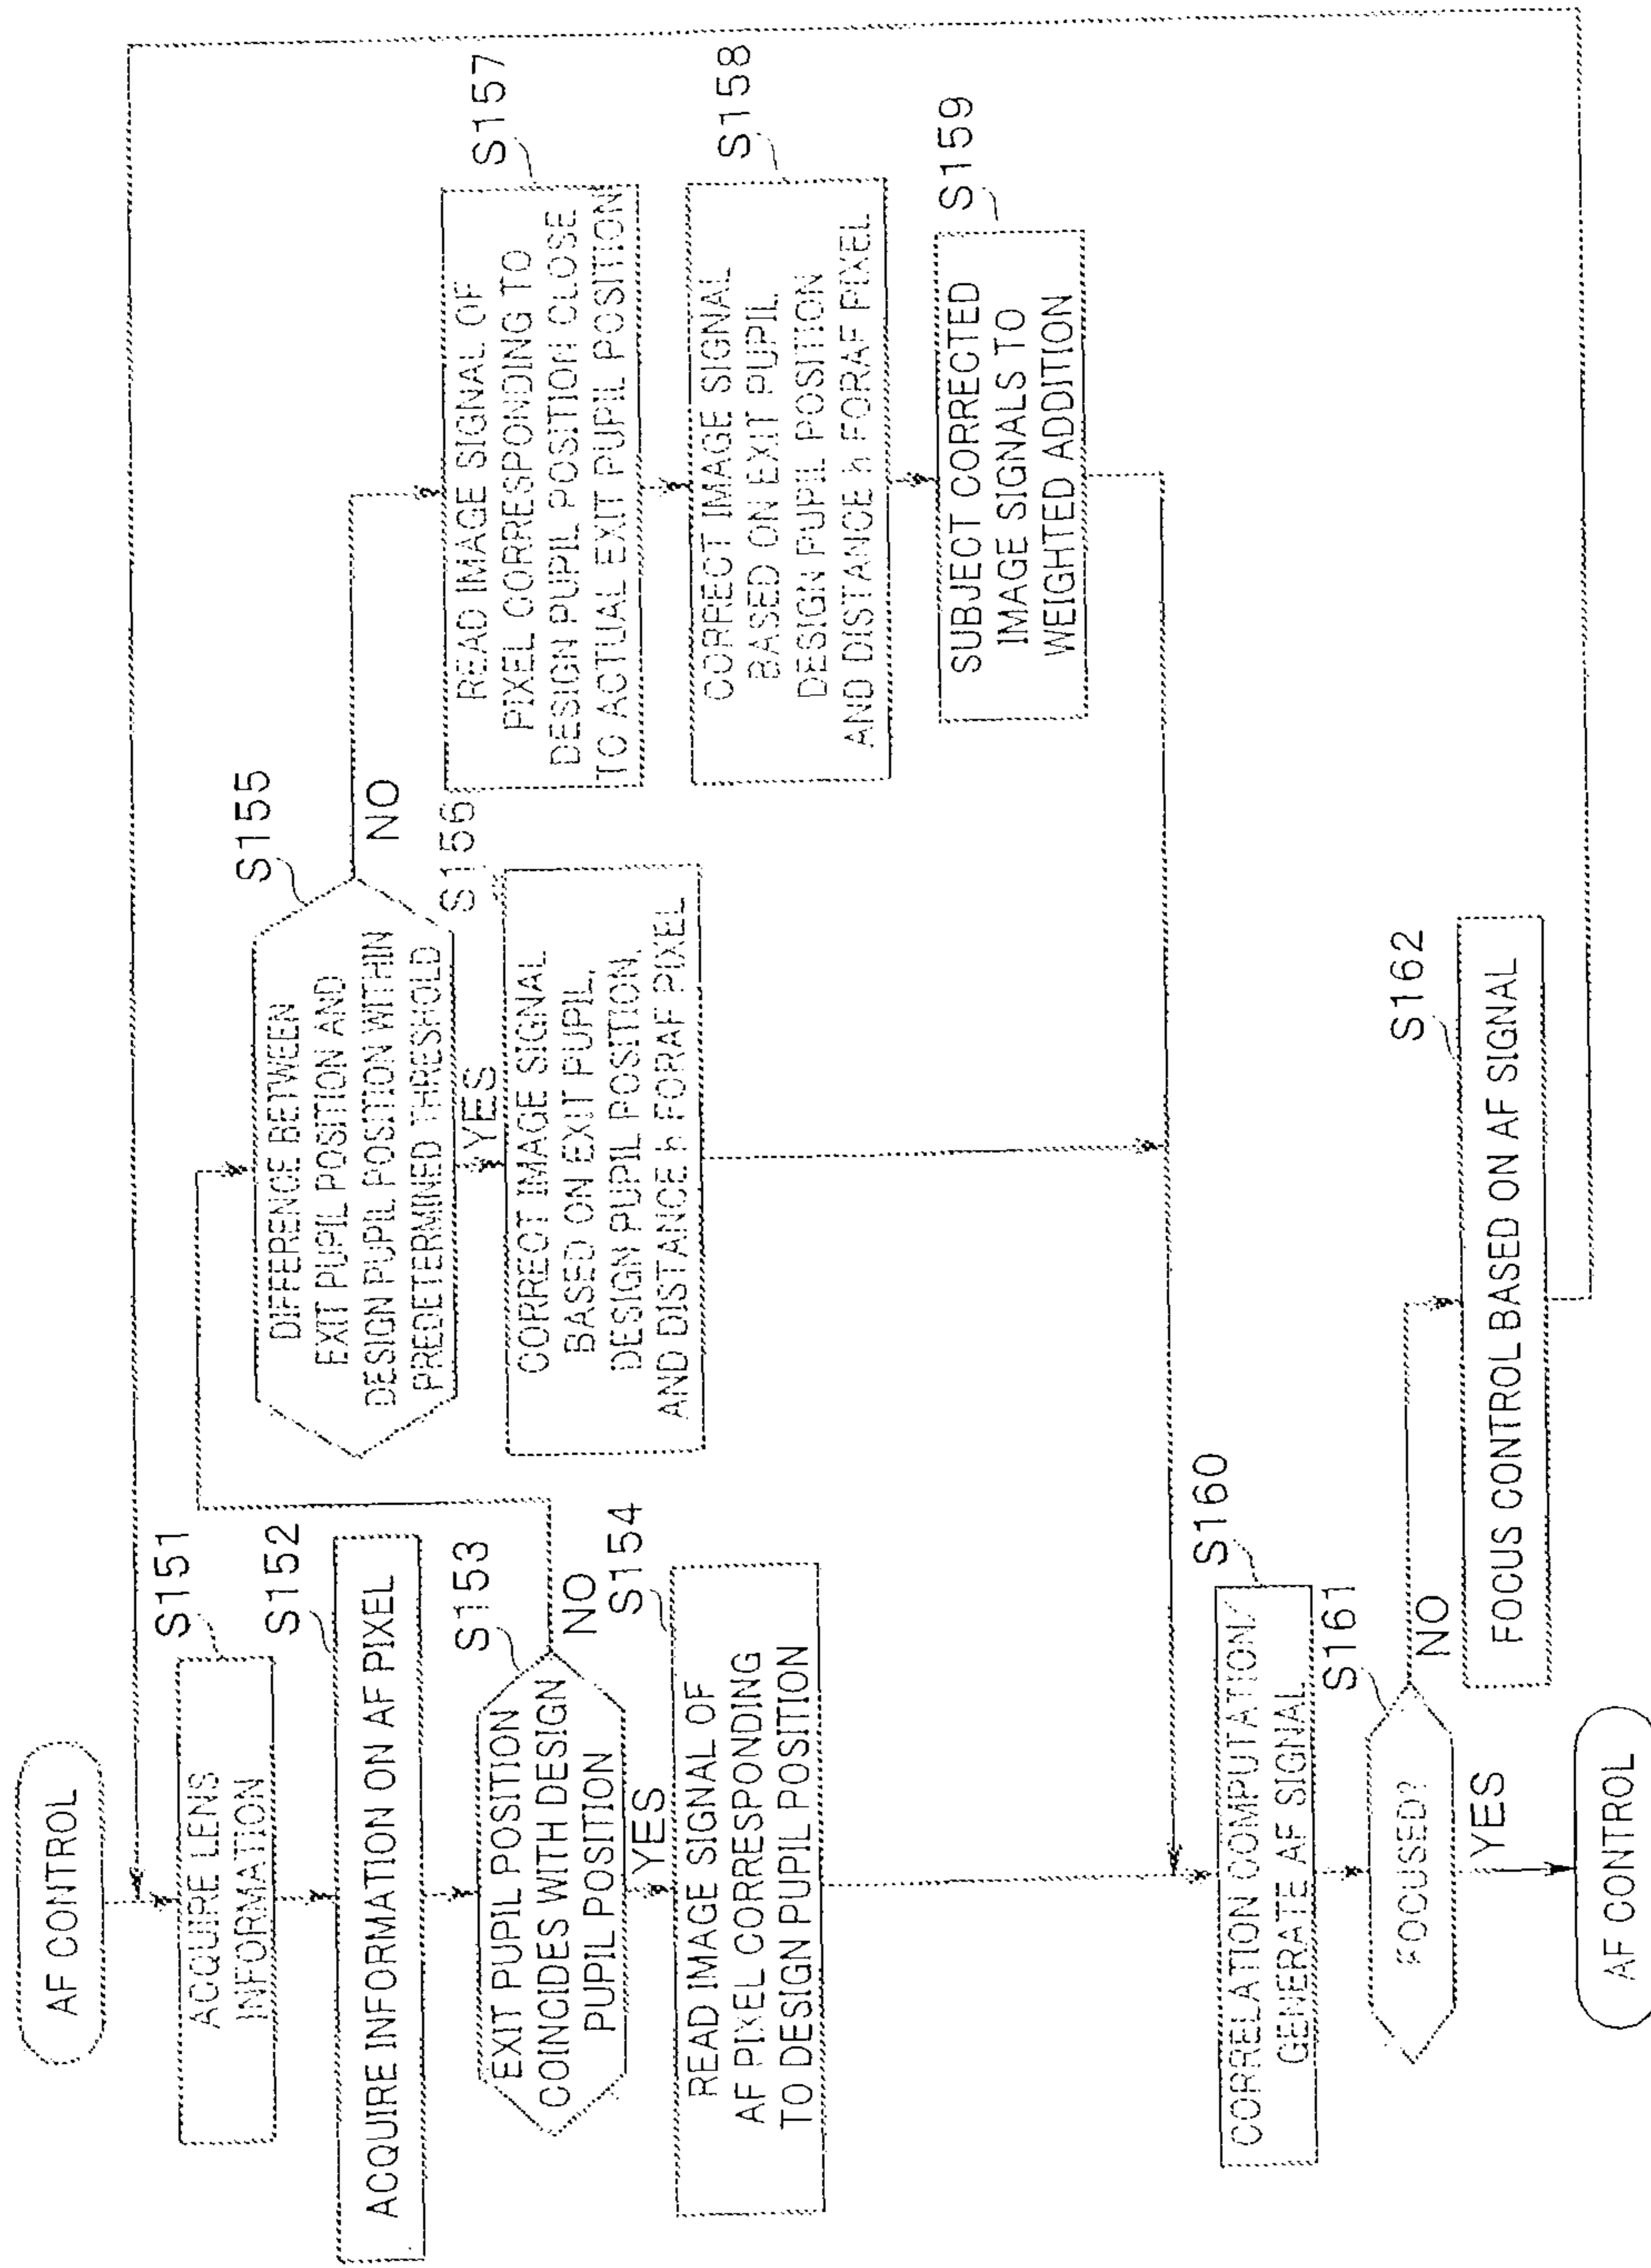 AF CONTROL
S151
ACQUIRE LENS
INFORMATION
S152
ACQUIRE INFORMATION ON AF PIXEL
S153
EXIT PUPIL POSITION
COINCIDES WITH DESIGN
PUPIL POSITION
NO
YES
S154
READ IMAGE SIGNAL OF
AF PIXEL CORRESPONDING
TO DESIGN PUPIL POSITION
S155
DIFFERENCE BETWEEN
EXIT PUPIL POSITION AND
DESIGN PUPIL POSITION WITHIN
PREDETERMINED THRESHOLD
NO
YES
S156
CORRECT IMAGE SIGNAL
BASED ON EXIT PUPIL,
DESIGN PUPIL POSITION,
AND DISTANCE h FORAF PIXEL
S157
READ IMAGE SIGNAL OF
PIXEL CORRESPONDING TO
DESIGN PUPIL POSITION CLOSE
TO ACTUAL EXIT PUPIL POSITION
S158
CORRECT IMAGE SIGNAL
BASED ON EXIT PUPIL
DESIGN PUPIL POSITION
AND DISTANCE h FORAF PIXEL
S159
SUBJECT CORRECTED
IMAGE SIGNALS TO
WEIGHTED ADDITION
S160
CORRELATION COMPUTATION/
GENERATE AF SIGNAL
S161
FOCUSED?
NO
YES
S162
FOCUS CONTROL BASED ON AF SIGNAL
AF CONTROL